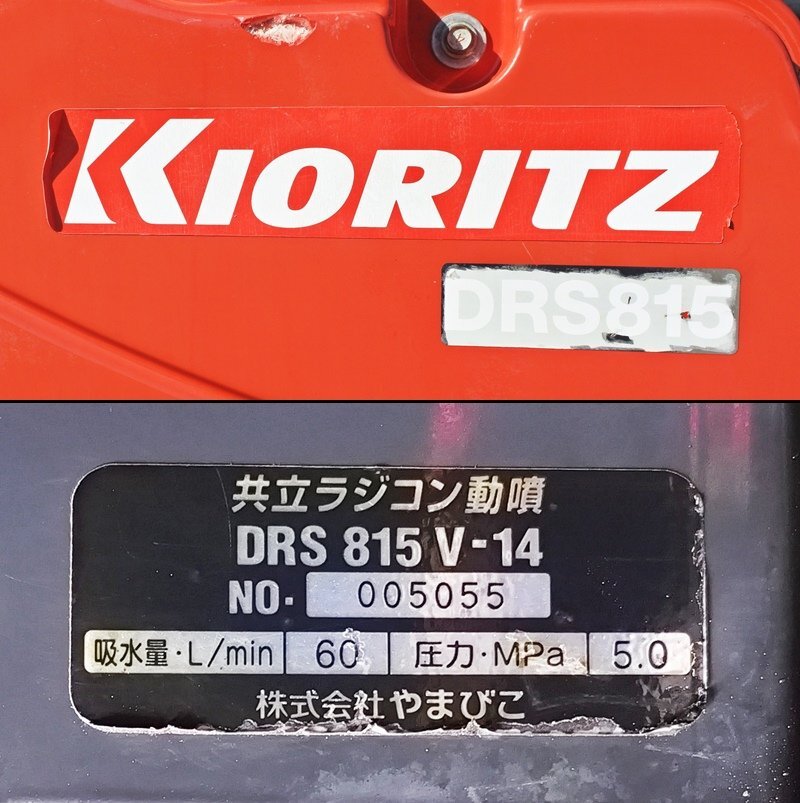 KIORITZ
DRS815
共立ラジコン動噴
DRS 815 V-14
NO. 005055
吸水量・L/min 60 圧力・MPa 5.0
株式会社やまびこ